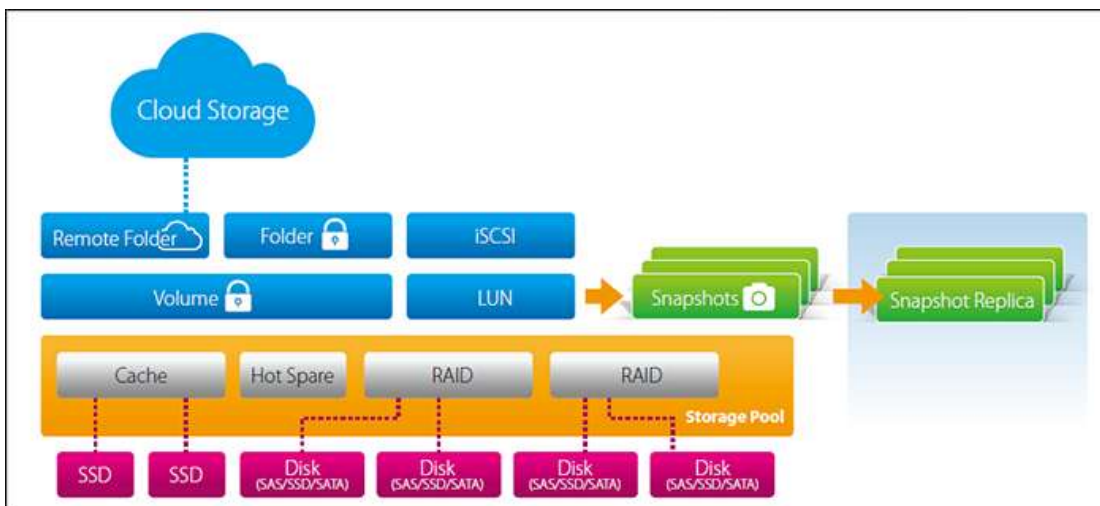 Cloud Storage
Remote Folder
Folder
iSCSI
Volume
LUN
Snapshots
Snapshot Replica
Cache
Hot Spare
RAID
RAID
Storage Pool
SSD
SSD
Disk
(SAS/SSD/SATA)
Disk
(SAS/SSD/SATA)
Disk
(SAS/SSD/SATA)
Disk
(SAS/SSD/SATA)